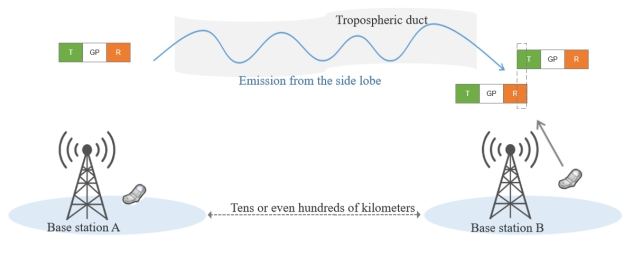 Tropospheric duct
T GP R
T GP R
Emission from the side lobe
T GP R
Tens or even hundreds of kilometers
Base station A
Base station B